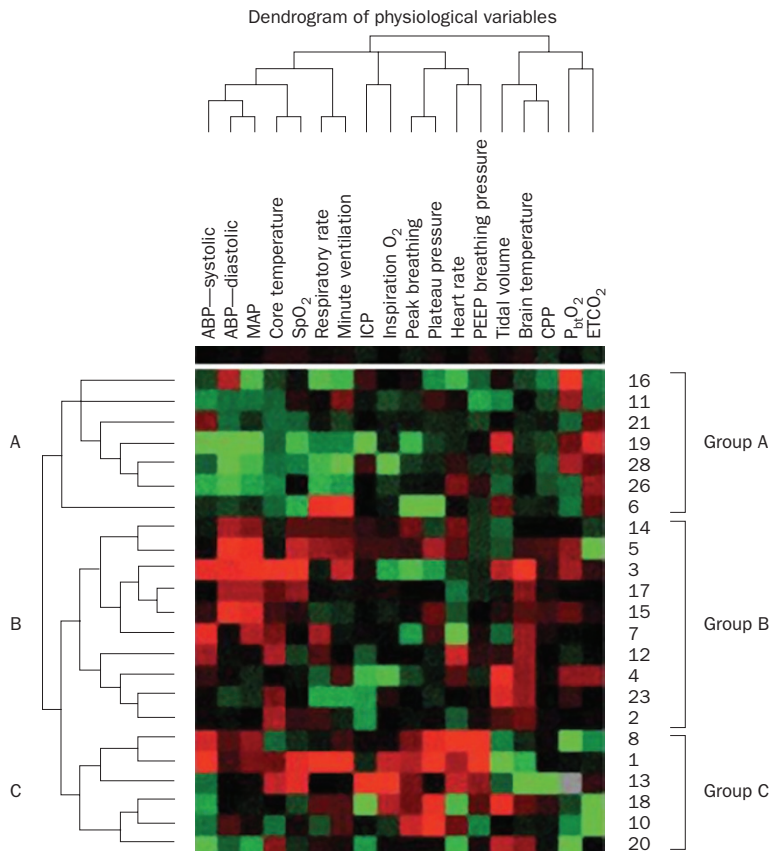 Dendrogram of physiological variables
ABP—systolic
ABP—diastolic
MAP
Core temperature
SpO₂
Respiratory rate
Minute ventilation
ICP
Inspiration O₂
Peak breathing
Plateau pressure
Heart rate
PEEP breathing pressure
Tidal volume
Brain temperature
CPP
PbtO₂
ETCO₂
16
11
21
A
19
Group A
28
26
6
14
5
3
17
15
B
7
Group B
12
4
23
2
8
1
C
13
Group C
18
10
20